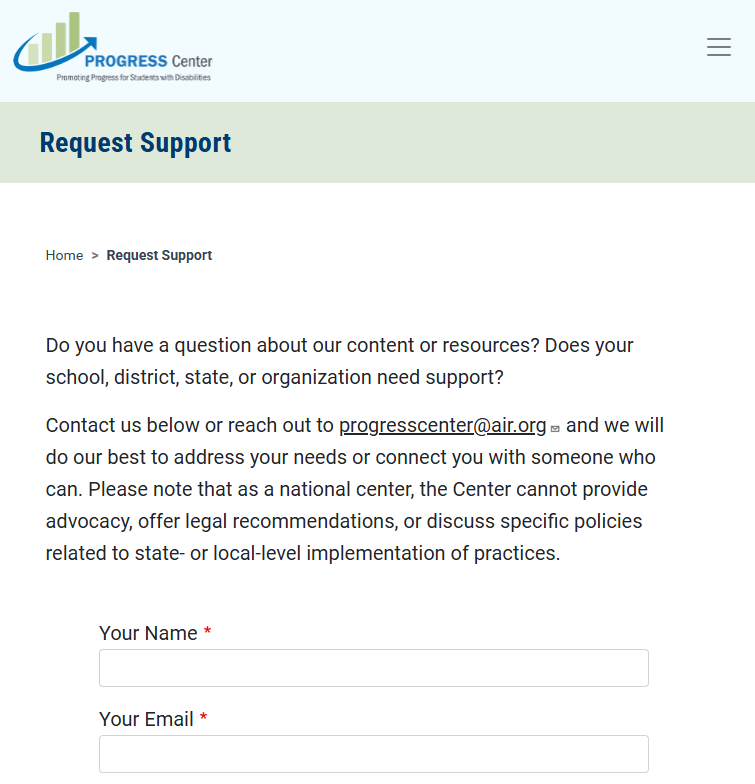 PROGRESS Center
Promoting Progress for Students with Disabilities
Request Support
Home > Request Support
Do you have a question about our content or resources? Does your
school, district, state, or organization need support?
Contact us below or reach out to progresscenter@air.org and we will
do our best to address your needs or connect you with someone who
can. Please note that as a national center, the Center cannot provide
advocacy, offer legal recommendations, or discuss specific policies
related to state- or local-level implementation of practices.
Your Name *
Your Email *